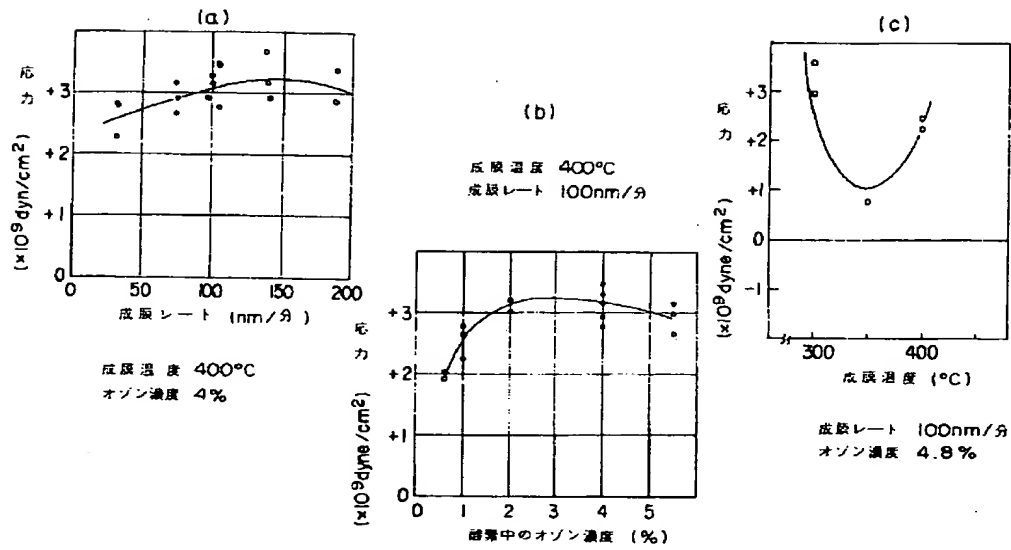 (a)
応力
(×10⁹dyn/cm²)
+3
+2
+1
0
0 50 100 150 200
成膜レート (nm/分)
成膜温度 400°C
オゾン濃度 4%
(b)
成膜温度 400°C
成膜レート 100nm/分
応力
(×10⁹dyne/cm²)
+3
+2
+1
0
0 1 2 3 4 5
酸素中のオゾン濃度 (%)
(c)
応力
(×10⁹dyne/cm²)
+3
+2
+1
0
-1
300 400
成膜温度 (°C)
成膜レート 100nm/分
オゾン濃度 4.8%